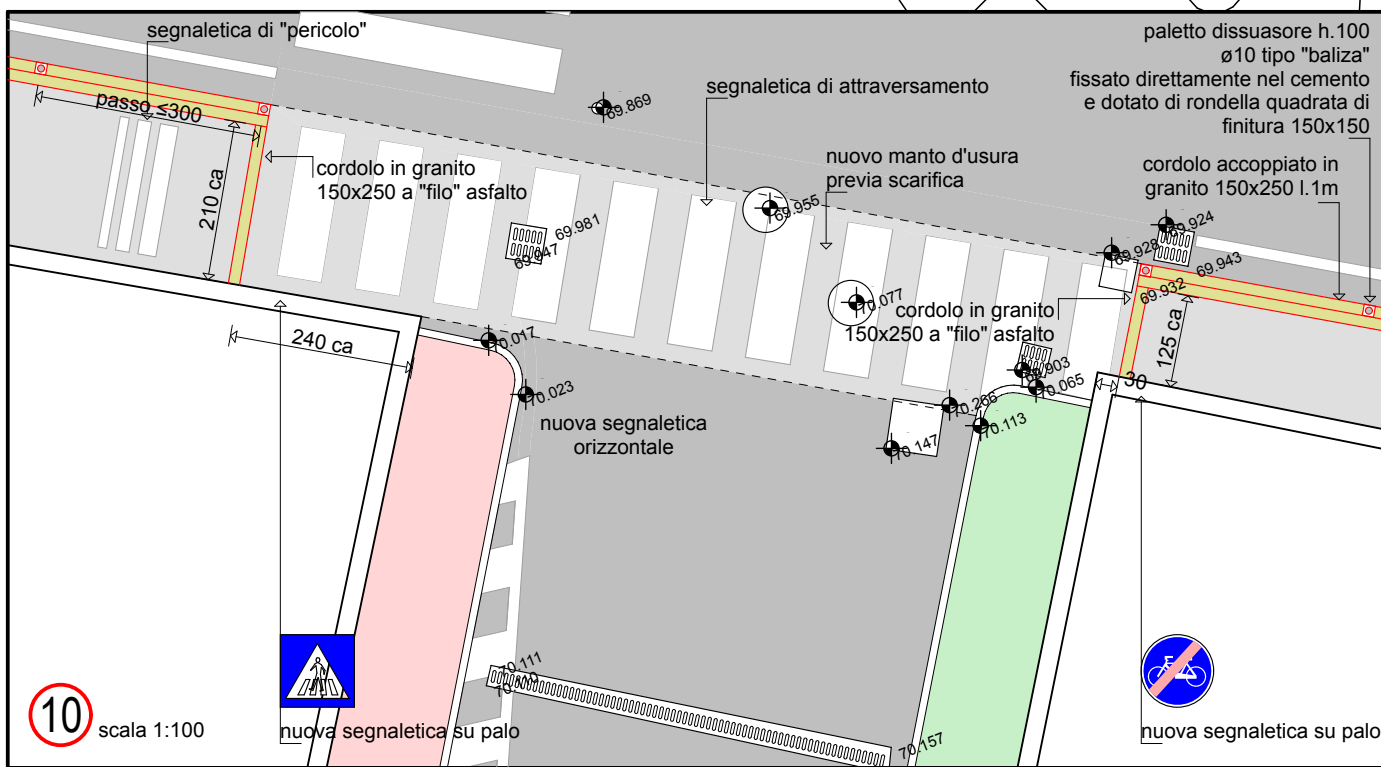 segnaletica di "pericolo"
paletto dissuasore h.100
ø10 tipo "baliza"
fissato direttamente nel cemento
e dotato di rondella quadrata di
finitura 150x150
passo ≤300
69.869
segnaletica di attraversamento
cordolo in granito
150x250 a "filo" asfalto
nuovo manto d'usura
previa scarifica
cordolo accoppiato in
granito 150x250 l.1m
210 ca
69.981
69.947
69.955
69.924
69.928
69.943
69.932
70.077
cordolo in granito
150x250 a "filo" asfalto
125 ca
240 ca
70.017
70.023
69.903
70.065
30
70.266
70.113
70.147
nuova segnaletica
orizzontale
70.111
70.110
70.157
10
scala 1:100
nuova segnaletica su palo
nuova segnaletica su palo